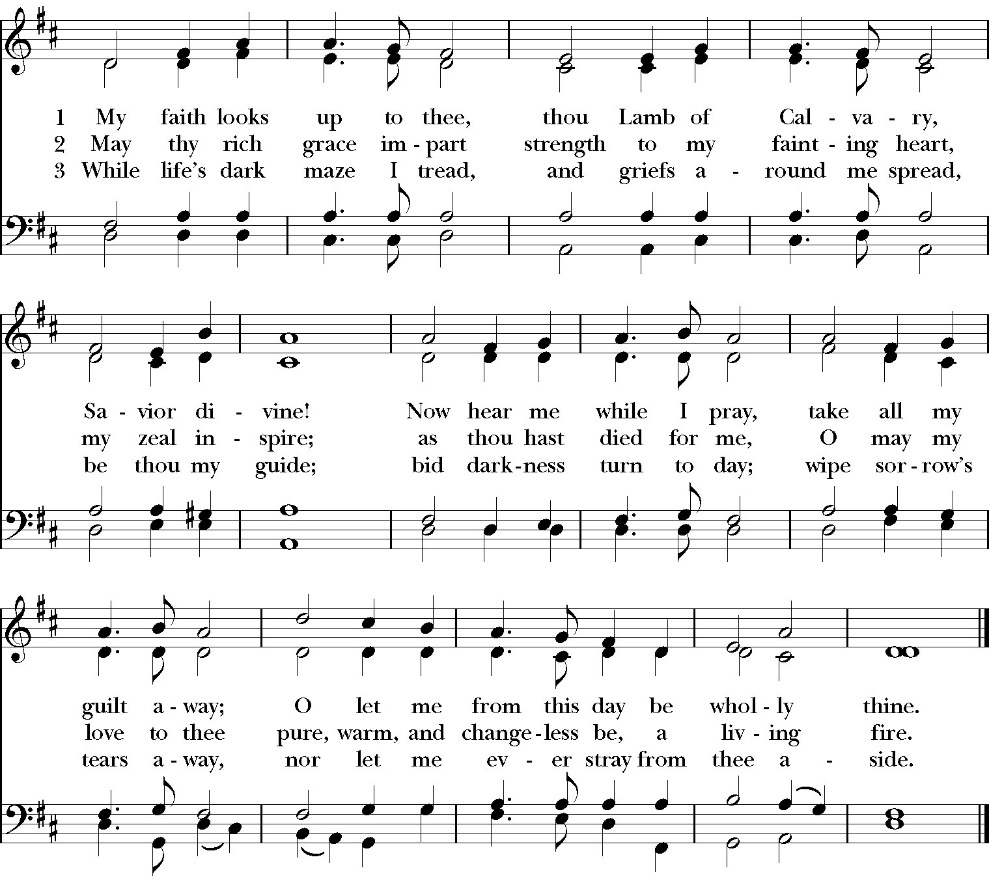 1 My faith looks up to thee, thou Lamb of Cal - va - ry,
2 May thy rich grace im - part strength to my faint - ing heart,
3 While life's dark maze I tread, and griefs a - round me spread,
Sa - vior di - vine! Now hear me while I pray, take all my
my zeal in - spire; as thou hast died for me, O may my
be thou my guide; bid dark - ness turn to day; wipe sor - row's
guilt a - way; O let me from this day be whol - ly thine.
love to thee pure, warm, and change - less be, a liv - ing fire.
tears a - way, nor let me ev - er stray from thee a - side.